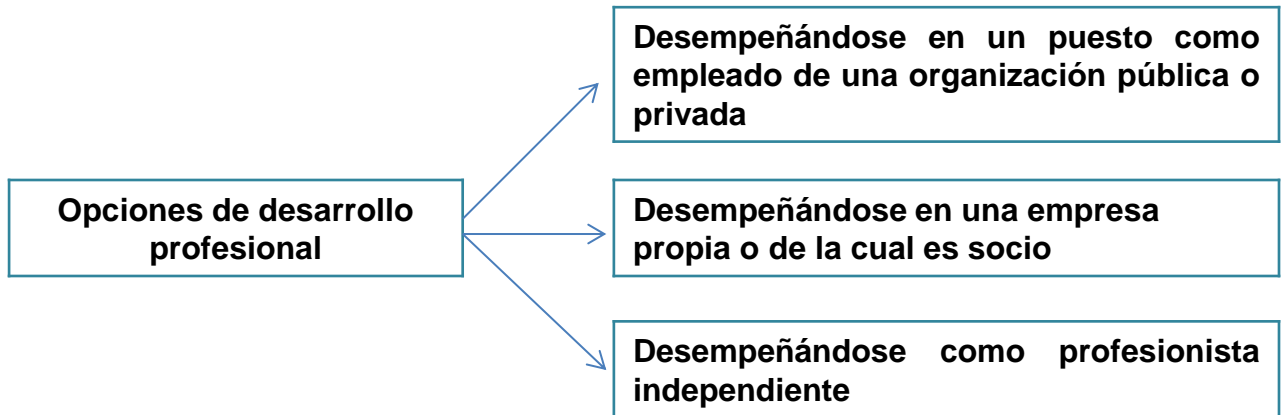 Desempeñándose en un puesto como
empleado de una organización pública o
privada
Opciones de desarrollo
profesional
Desempeñándose en una empresa
propia o de la cual es socio
Desempeñándose como profesionista
independiente